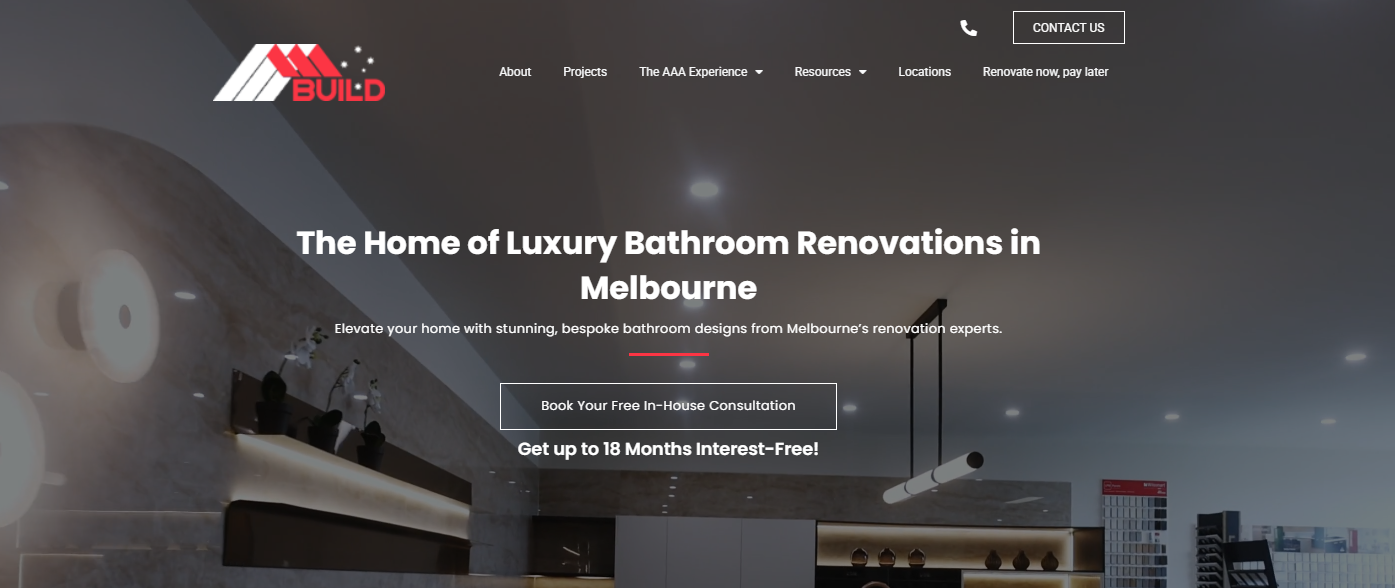 CONTACT US
BUILD
About
Projects
The AAA Experience
Resources
Locations
Renovate now, pay later
The Home of Luxury Bathroom Renovations in
Melbourne
Elevate your home with stunning, bespoke bathroom designs from Melbourne’s renovation experts.
Book Your Free In-House Consultation
Get up to 18 Months Interest-Free!